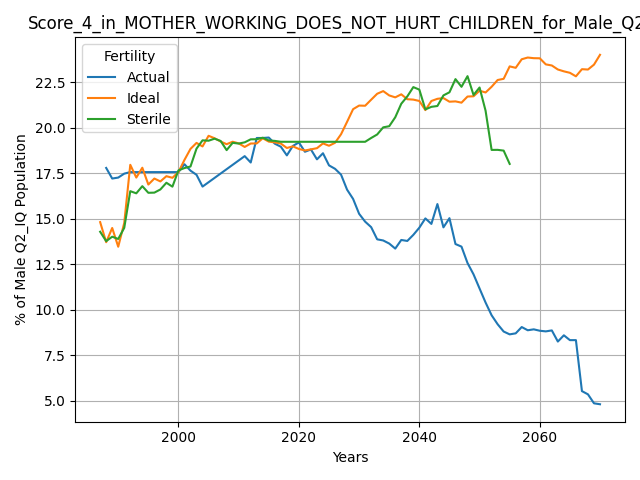 Score_4_in_MOTHER_WORKING_DOES_NOT_HURT_CHILDREN_for_Male_Q2
Fertility
Actual
Ideal
Sterile
% of Male Q2_IQ Population
22.5
20.0
17.5
15.0
12.5
10.0
7.5
5.0
2000
2020
2040
2060
Years